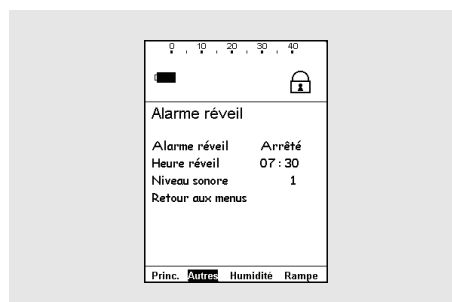 0 10 20 30 40
Alarme réveil
Alarme réveil Arrêté
Heure réveil 07:30
Niveau sonore 1
Retour aux menus
Princ. Autres Humidité Rampe